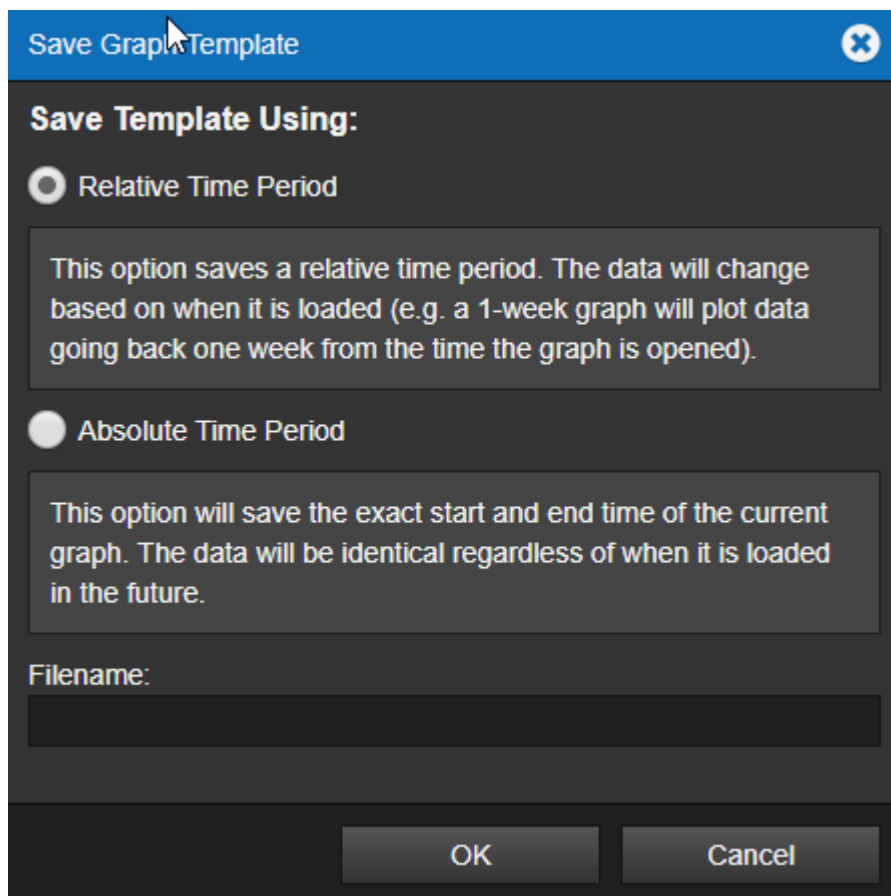 Save Graph Template
Save Template Using:
Relative Time Period
This option saves a relative time period. The data will change
based on when it is loaded (e.g. a 1-week graph will plot data
going back one week from the time the graph is opened).
Absolute Time Period
This option will save the exact start and end time of the current
graph. The data will be identical regardless of when it is loaded
in the future.
Filename:
OK
Cancel